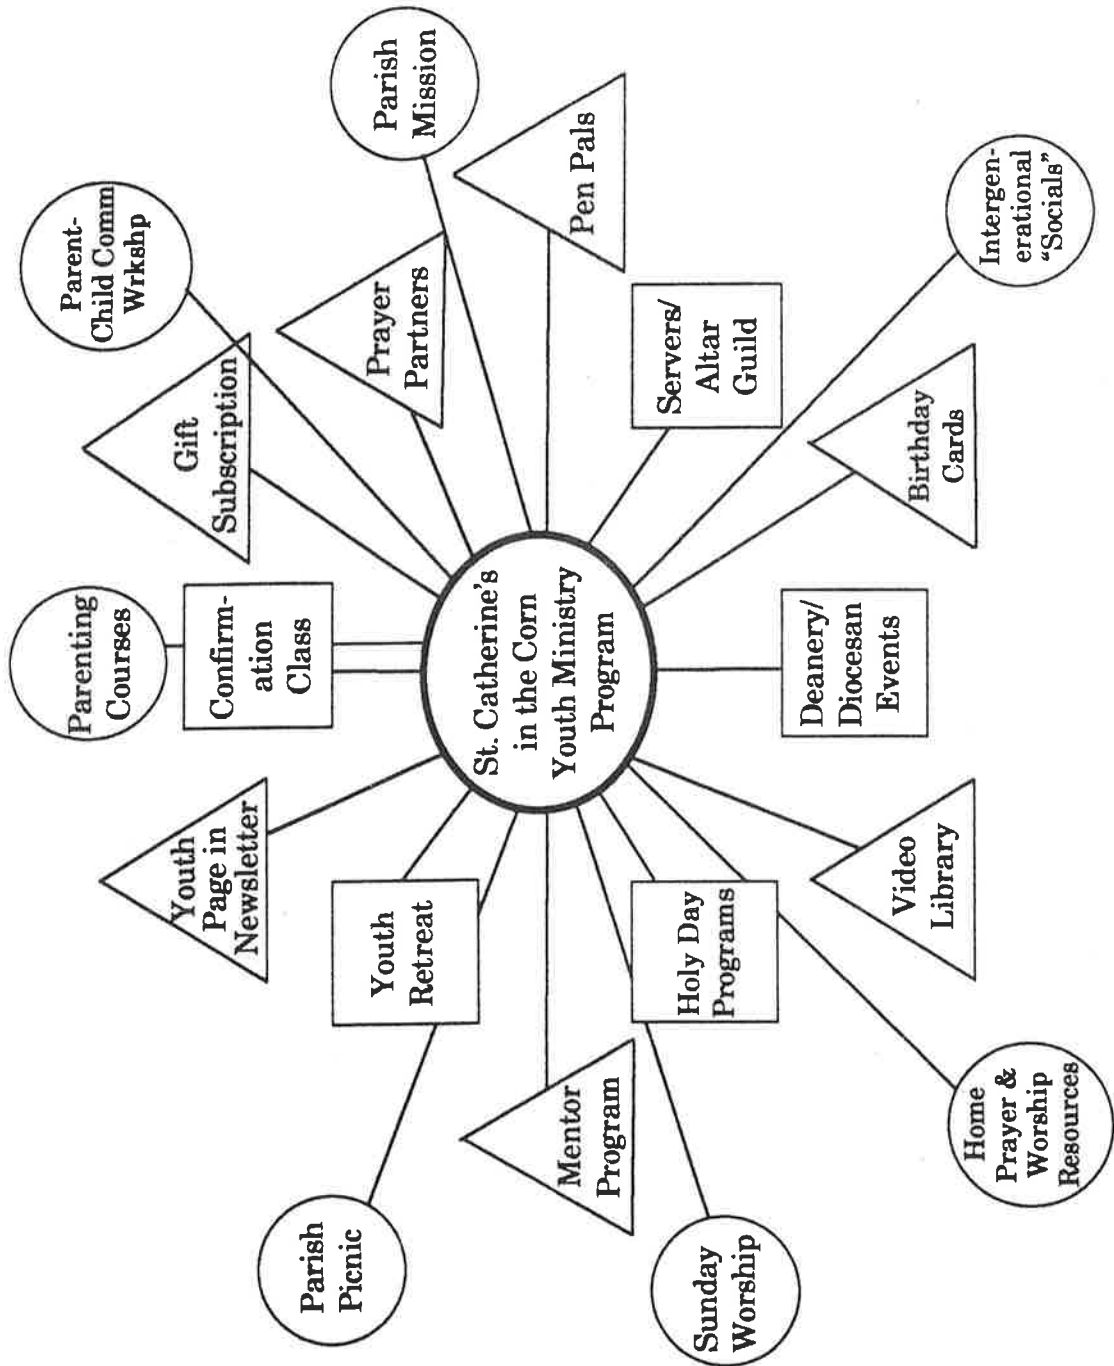 Parenting
Courses
Parent-
Child Comm
Wrkshp
Youth
Page in
Newsletter
Confirm-
ation
Class
Gift
Subscription
Parish
Picnic
Youth
Retreat
Prayer
Partners
Parish
Mission
St. Catherine's
in the Corn
Youth Ministry
Program
Mentor
Program
Pen Pals
Sunday
Worship
Holy Day
Programs
Servers/
Altar
Guild
Deanery/
Diocesan
Events
Video
Library
Birthday
Cards
Home
Prayer &
Worship
Resources
Intergen-
erational
“Socials”